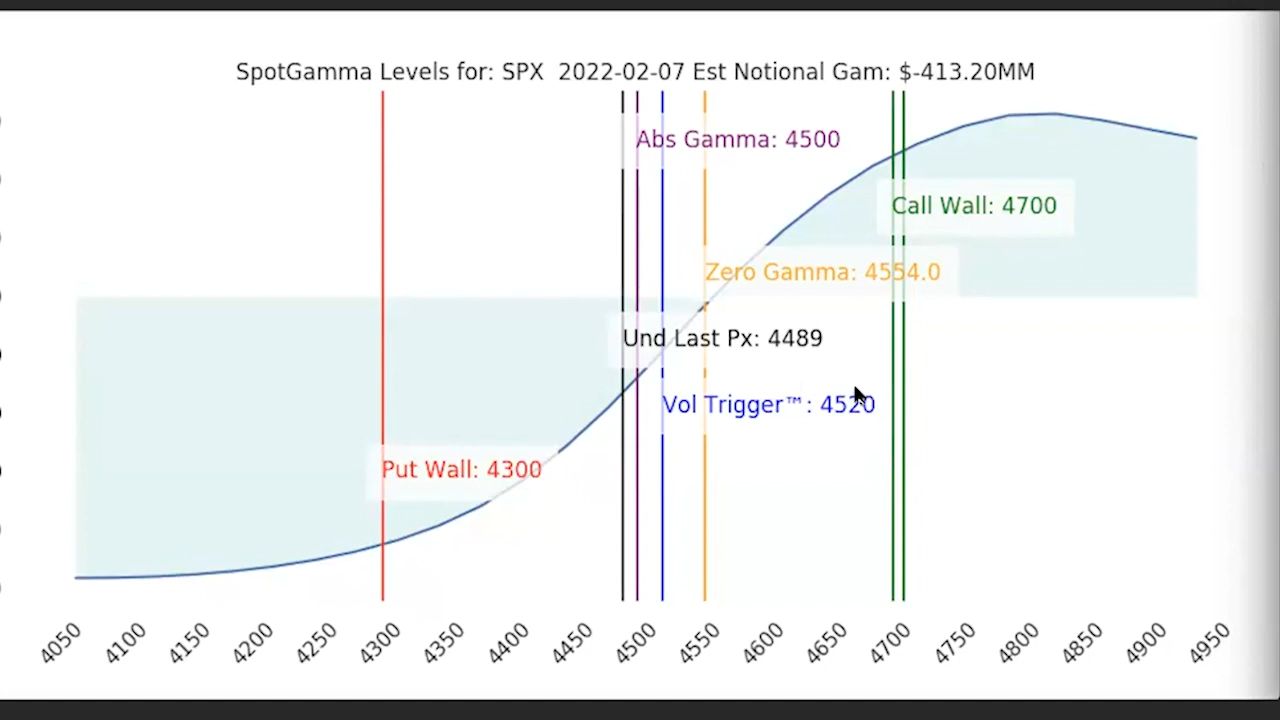 SpotGamma Levels for: SPX 2022-02-07 Est Notional Gam: $-413.20MM
Abs Gamma: 4500
Call Wall: 4700
Zero Gamma: 4554.0
Und Last Px: 4489
Vol Trigger™: 4520
Put Wall: 4300
4050
4100
4150
4200
4250
4300
4350
4400
4450
4500
4550
4600
4650
4700
4750
4800
4850
4900
4950